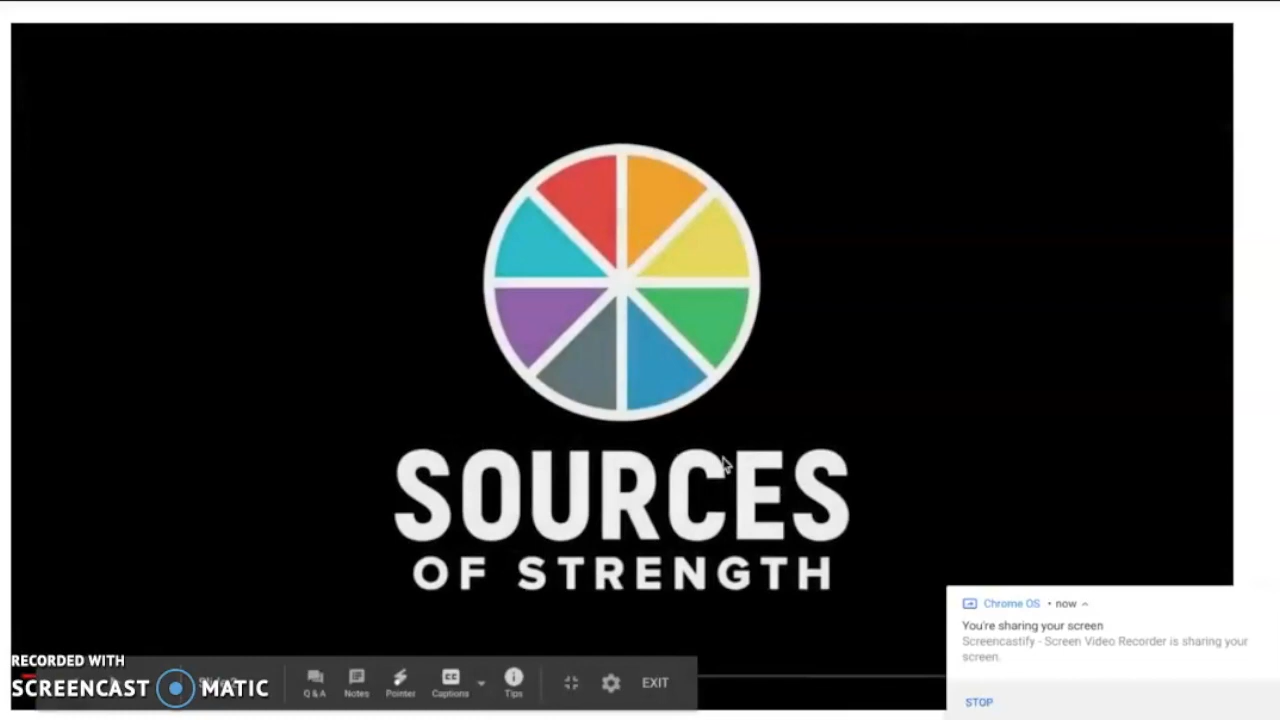 SOURCES
OF STRENGTH
Chrome OS • now
You're sharing your screen
Screencastify - Screen Video Recorder is sharing your
screen.
STOP
RECORDED WITH
SCREENCAST MATIC
Q & A
Notes
Pointer
CC
Captions
Tips
EXIT